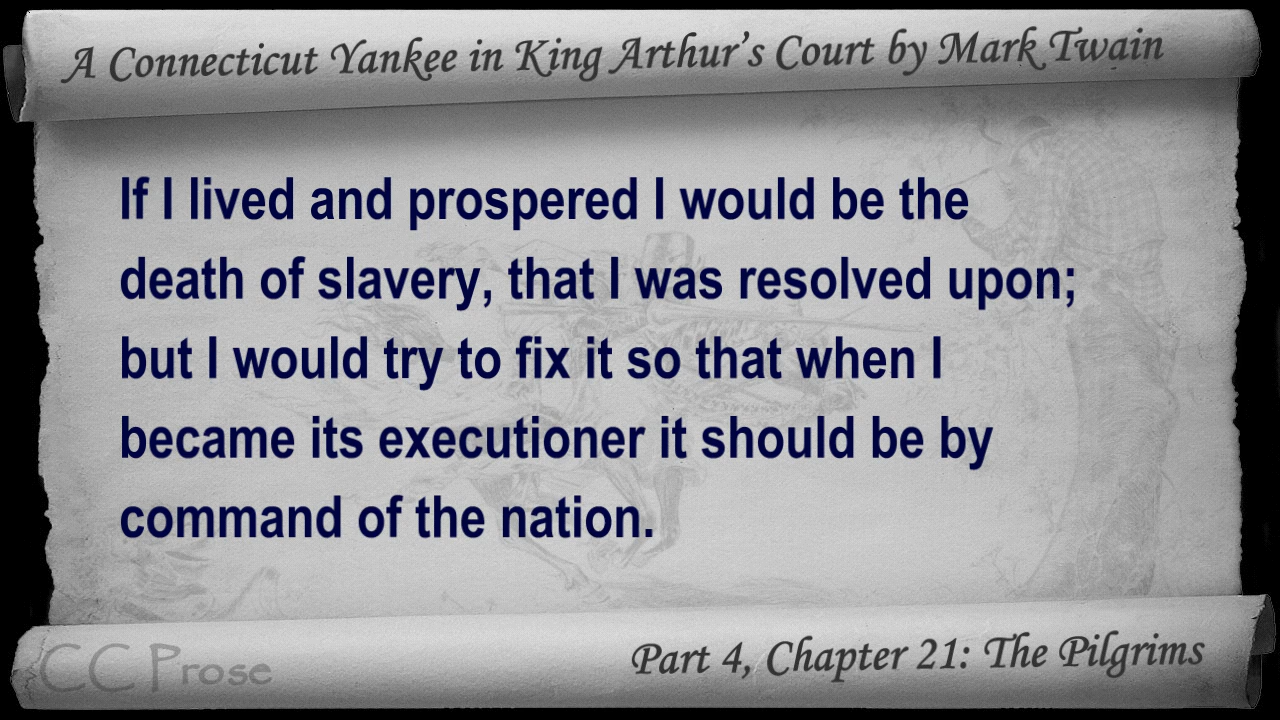 A Connecticut Yankee in King Arthur's Court by Mark Twain
If I lived and prospered I would be the
death of slavery, that I was resolved upon;
but I would try to fix it so that when I
became its executioner it should be by
command of the nation.
CC Prose
Part 4, Chapter 21: The Pilgrims